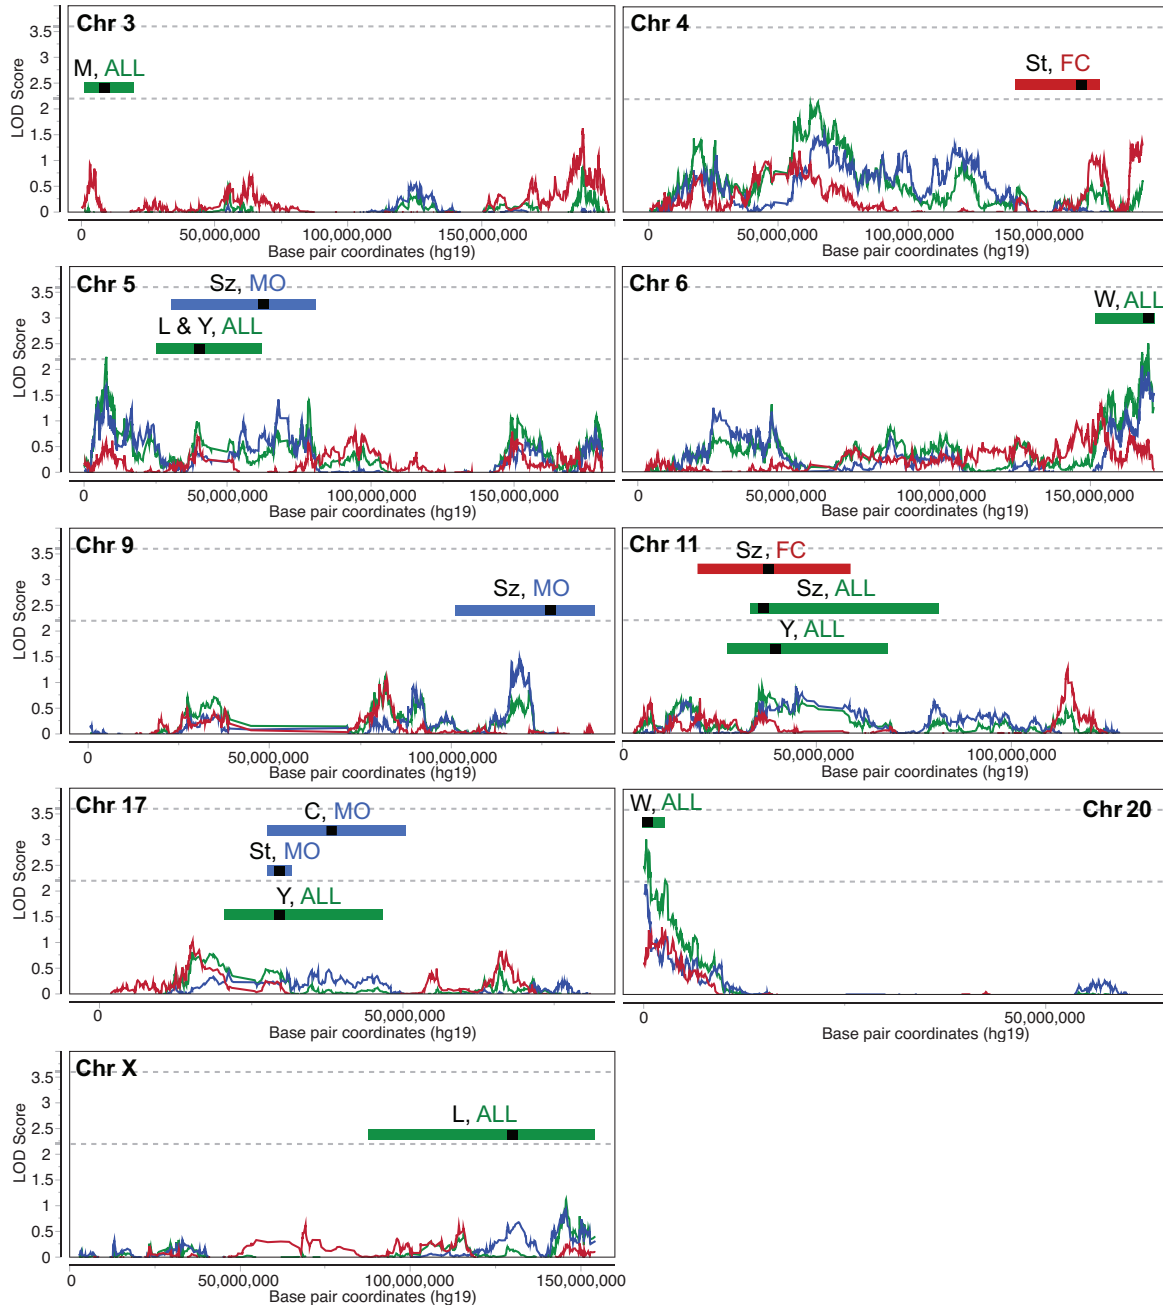 Chr 3
LOD Score
3.5
3
2.5
2
1.5
1
0.5
0
M, ALL
0 50,000,000 100,000,000 150,000,000
Base pair coordinates (hg19)
Chr 4
St, FC
0 50,000,000 100,000,000 150,000,000
Base pair coordinates (hg19)
Chr 5
LOD Score
3.5
3
2.5
2
1.5
1
0.5
0
Sz, MO
L & Y, ALL
0 50,000,000 100,000,000 150,000,000
Base pair coordinates (hg19)
Chr 6
W, ALL
0 50,000,000 100,000,000 150,000,000
Base pair coordinates (hg19)
Chr 9
LOD Score
3.5
3
2.5
2
1.5
1
0.5
0
Sz, MO
0 50,000,000 100,000,000
Base pair coordinates (hg19)
Chr 11
Sz, FC
Sz, ALL
Y, ALL
0 50,000,000 100,000,000
Base pair coordinates (hg19)
Chr 17
LOD Score
3.5
3
2.5
2
1.5
1
0.5
0
C, MO
St, MO
Y, ALL
0 50,000,000
Base pair coordinates (hg19)
Chr 20
W, ALL
0 50,000,000
Base pair coordinates (hg19)
Chr X
LOD Score
3.5
3
2.5
2
1.5
1
0.5
0
L, ALL
0 50,000,000 100,000,000 150,000,000
Base pair coordinates (hg19)